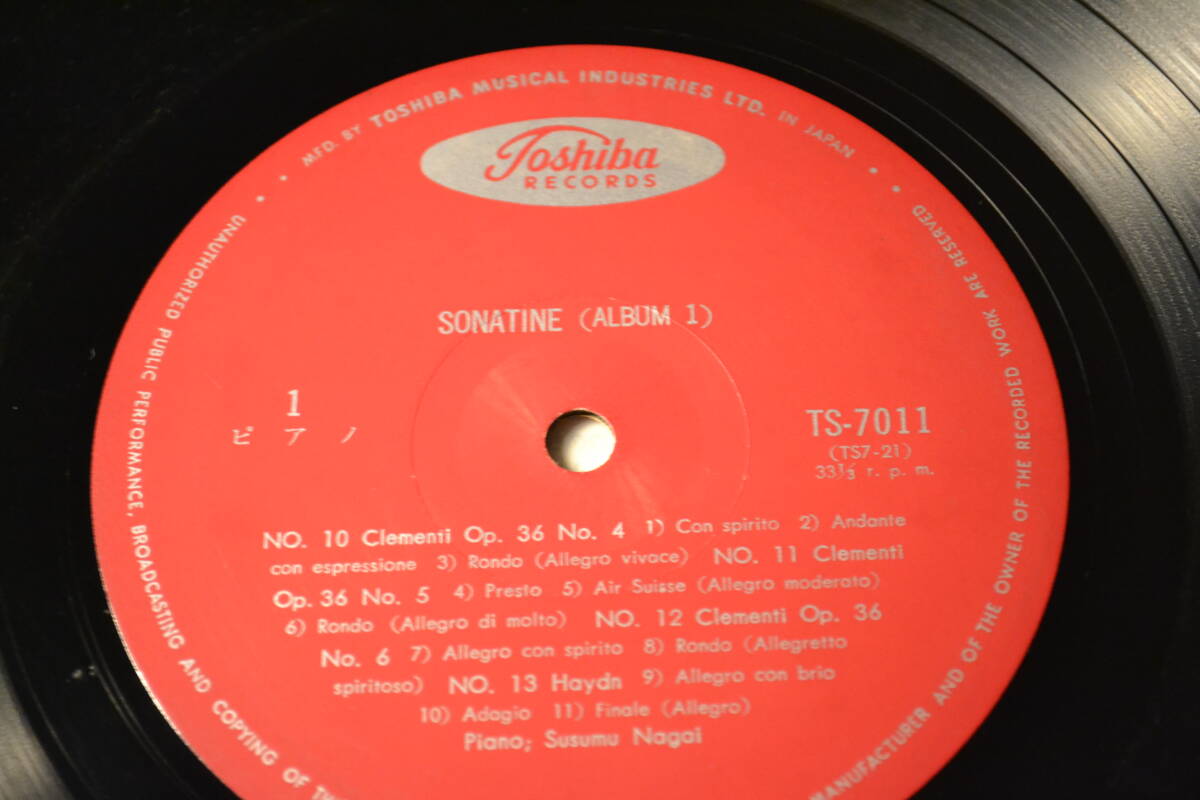 MFD. BY TOSHIBA MUSICAL INDUSTRIES LTD. IN JAPAN
Toshiba
RECORDS
SONATINE (ALBUM 1)
1
ピアノ
TS-7011
(TS7-21)
33⅓ r. p. m.
NO. 10 Clementi Op. 36 No. 4 1) Con spirito 2) Andante
con espressione 3) Rondo (Allegro vivace) NO. 11 Clementi
Op. 36 No. 5 4) Presto 5) Air Suisse (Allegro moderato)
6) Rondo (Allegro di molto) NO. 12 Clementi Op. 36
No. 6 7) Allegro con spirito 8) Rondo (Allegretto
spiritoso) NO. 13 Haydn 9) Allegro con brio
10) Adagio 11) Finale (Allegro)
Piano; Susumu Nagai
UNAUTHORIZED PUBLIC PERFORMANCE, BROADCASTING AND COPYING OF
MANUFACTURER AND OF THE OWNER OF THE RECORDED WORK ARE RESERVED